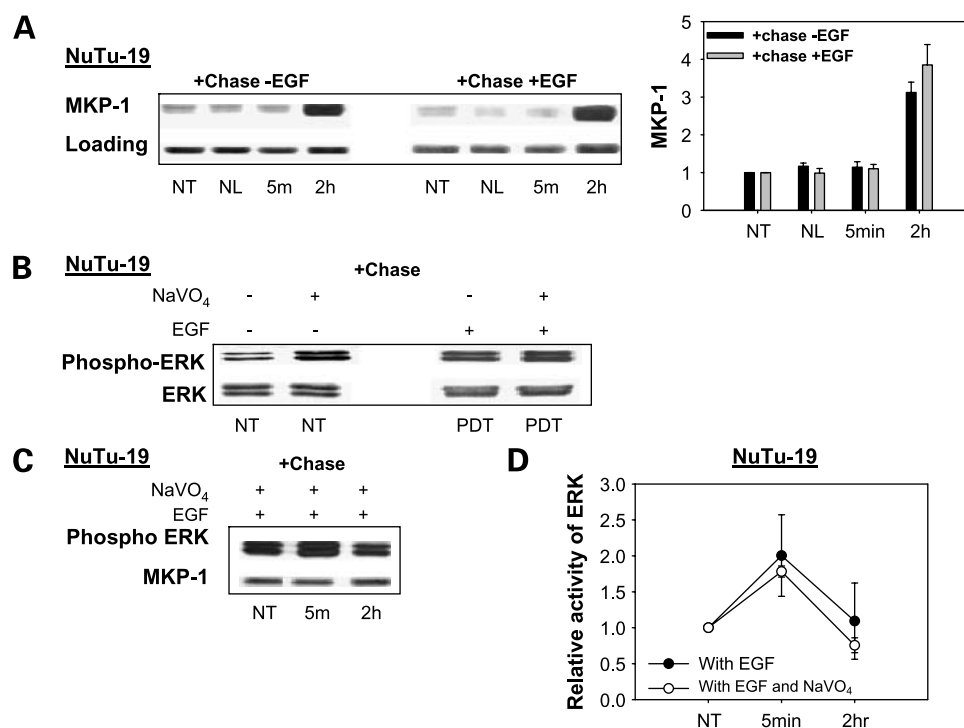 A
NuTu-19
+Chase -EGF
+Chase +EGF
MKP-1
Loading
NT NL 5m 2h
NT NL 5m 2h
+chase -EGF
+chase +EGF
MKP-1
5
4
3
2
1
0
NT NL 5min 2h
B
NuTu-19
+Chase
NaVO₄ - + - +
EGF - - + +
Phospho-ERK
ERK
NT NT PDT PDT
C
NuTu-19
+Chase
NaVO₄ + + +
EGF + + +
Phospho ERK
MKP-1
NT 5m 2h
D
NuTu-19
Relative activity of ERK
3.0
2.5
2.0
1.5
1.0
0.5
0.0
With EGF
With EGF and NaVO₄
NT 5min 2hr